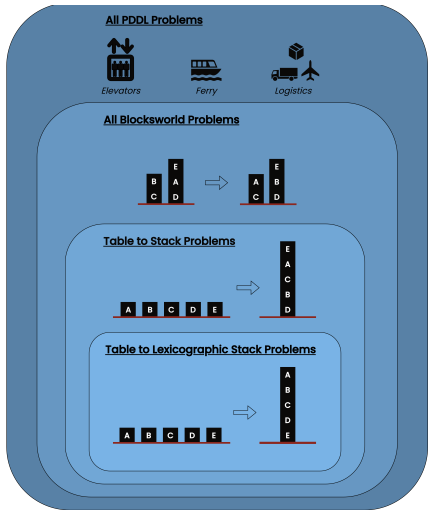 All PDDL Problems
Elevators Ferry Logistics
All Blocksworld Problems
E E
B A A B
C D C D
Table to Stack Problems
E
A
C
B
A B C D E D
Table to Lexicographic Stack Problems
A
B
C
D
A B C D E E